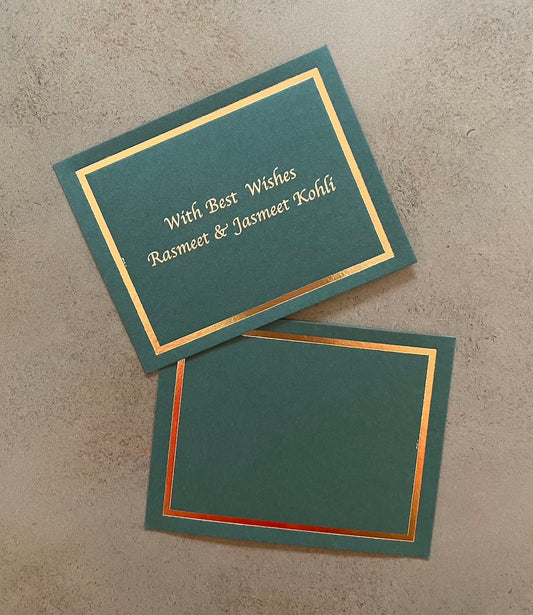 With Best Wishes
Rasmeet & Jasmeet Kohli